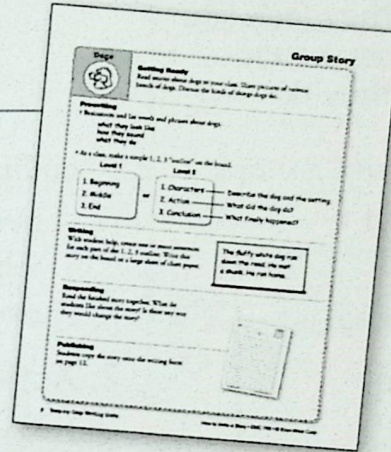 Group Story
Dogs
Getting Ready
Read stories about dogs to your class. Share pictures of various
breeds of dogs. Discuss the kinds of things dogs do.
Prewriting
• Brainstorm and list words and phrases about dogs.
what they look like
how they sound
what they do
• As a class, make a simple 1, 2, 3 "outline" on the board.
Level 1 Level 2
1. Beginning or 1. Characters Describe the dog and the setting.
2. Middle 2. Action What did the dog do?
3. End 3. Conclusion What finally happened?
Writing
With student help, create one or more sentences
for each part of the 1, 2, 3 outline. Write this
story on the board or a large sheet of chart paper.
The fluffy white dog ran
down the road. He met
a skunk. He ran home.
Responding
Read the finished story together. What do
students like about the story? Is there any way
they would change the story?
Publishing
Students copy the story onto the writing form
on page 12.